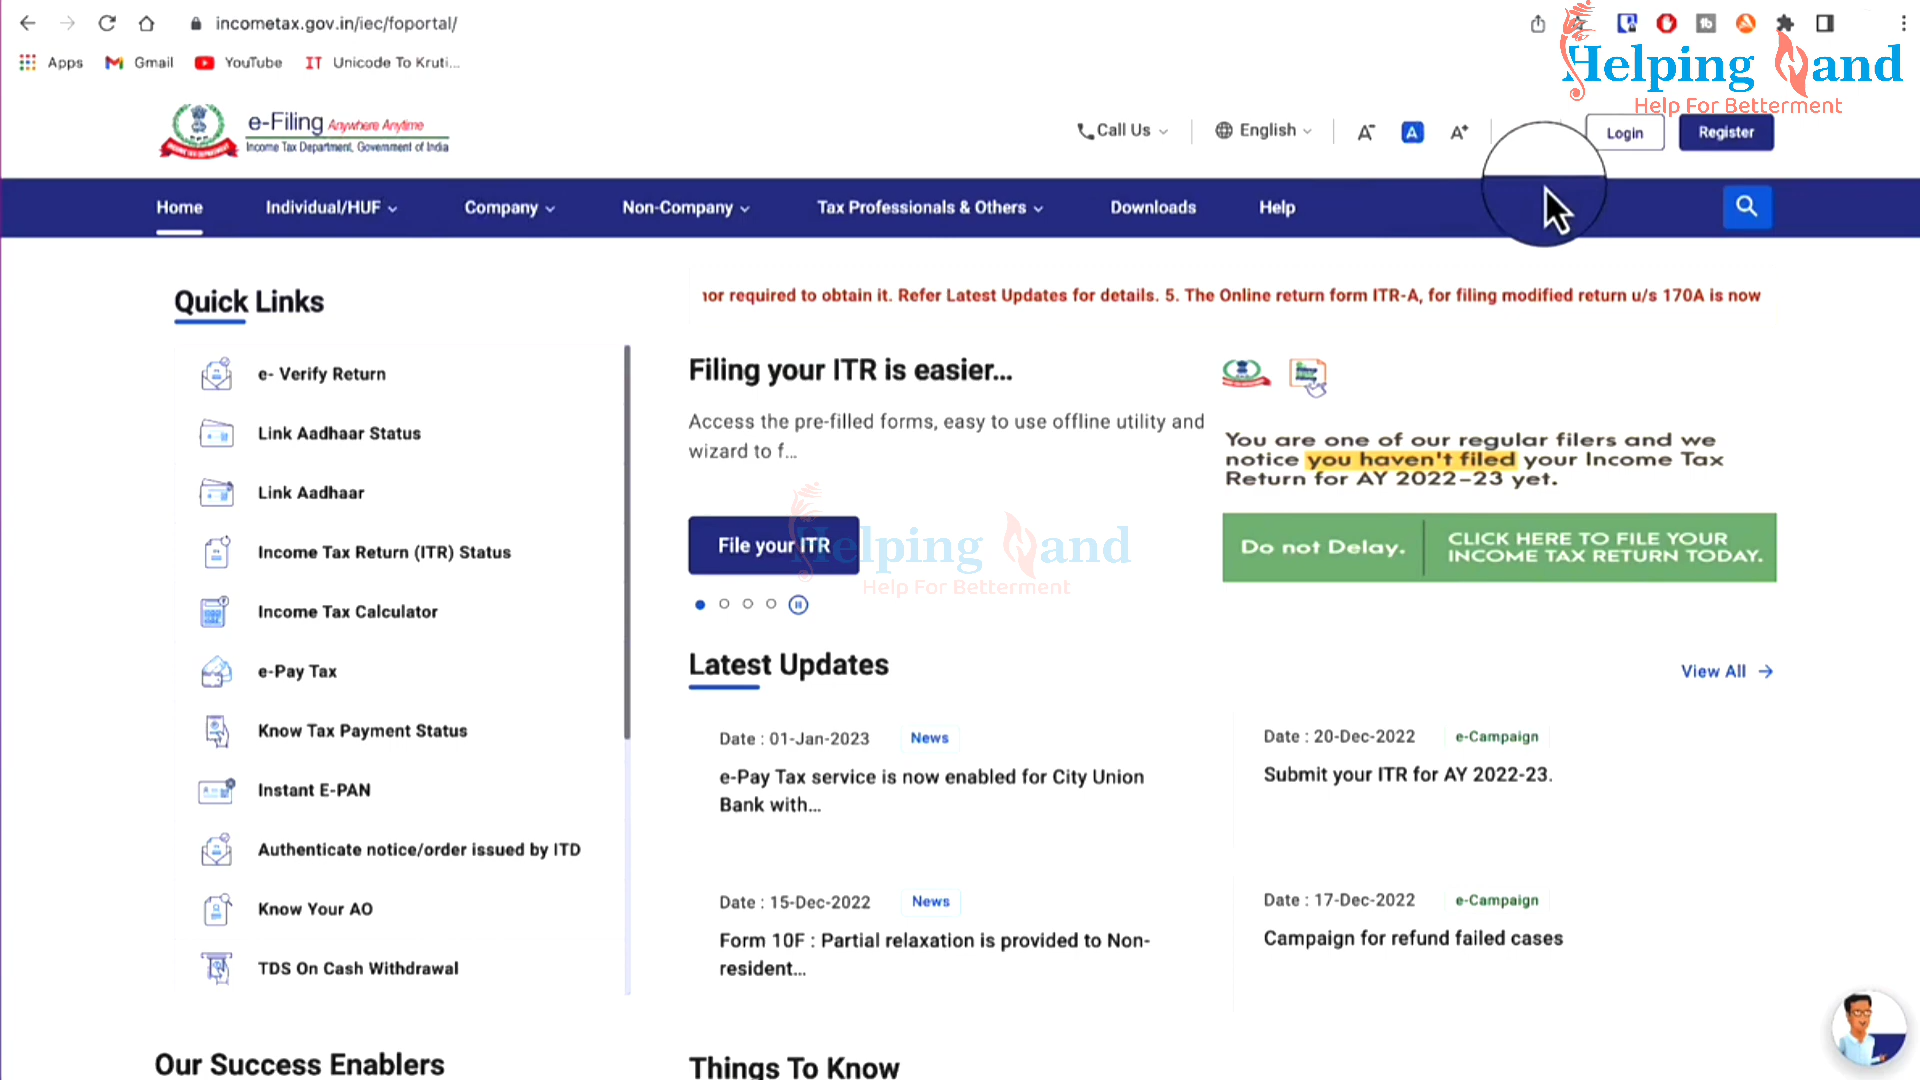 incometax.gov.in/iec/foportal/
Apps Gmail YouTube IT Unicode To Kruti...
Helping Hand
Help For Betterment
e-Filing Anywhere Anytime
Income Tax Department, Government of India
Call Us English A- A A+ Login Register
Home Individual/HUF Company Non-Company Tax Professionals & Others Downloads Help
Quick Links
e- Verify Return
Link Aadhaar Status
Link Aadhaar
Income Tax Return (ITR) Status
Income Tax Calculator
e-Pay Tax
Know Tax Payment Status
Instant E-PAN
Authenticate notice/order issued by ITD
Know Your AO
TDS On Cash Withdrawal
Our Success Enablers
nor required to obtain it. Refer Latest Updates for details. 5. The Online return form ITR-A, for filing modified return u/s 170A is now
Filing your ITR is easier...
Access the pre-filled forms, easy to use offline utility and
wizard to f...
File your ITR
Helping Hand
Help For Betterment
You are one of our regular filers and we
notice you haven't filed your Income Tax
Return for AY 2022-23 yet.
Do not Delay.
CLICK HERE TO FILE YOUR
INCOME TAX RETURN TODAY.
Latest Updates
View All
Date : 01-Jan-2023 News
e-Pay Tax service is now enabled for City Union
Bank with...
Date : 20-Dec-2022 e-Campaign
Submit your ITR for AY 2022-23.
Date : 15-Dec-2022 News
Form 10F : Partial relaxation is provided to Non-
resident...
Date : 17-Dec-2022 e-Campaign
Campaign for refund failed cases
Things To Know